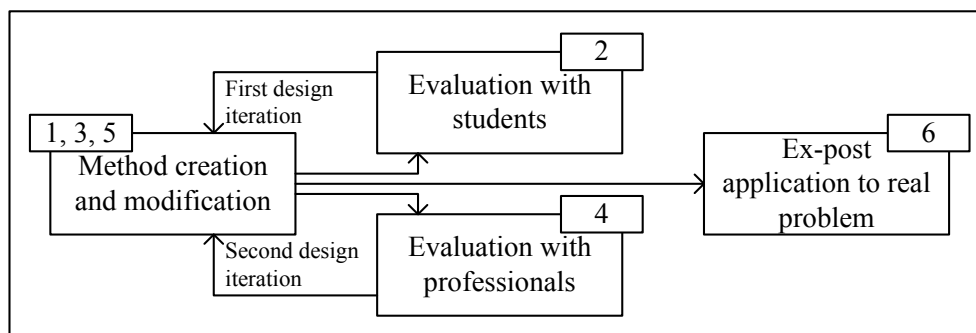 2
Evaluation with
students
First design
iteration
1, 3, 5
Method creation
and modification
6
Ex-post
application to real
problem
4
Evaluation with
professionals
Second design
iteration